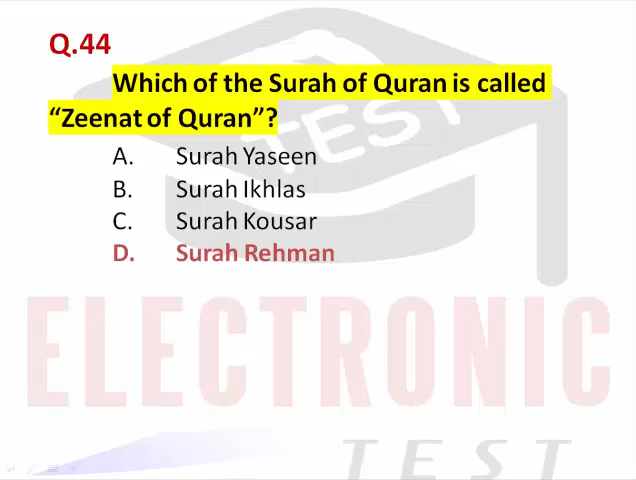 Q.44
Which of the Surah of Quran is called
“Zeenat of Quran”?
A. Surah Yaseen
B. Surah Ikhlas
C. Surah Kousar
D. Surah Rehman
TEST
ELECTRONIC
TEST